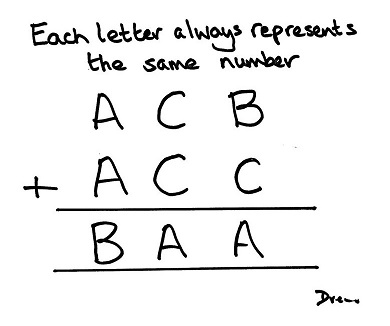 Each letter always represents
the same number
A C B
+ A C C
B A A
Drew